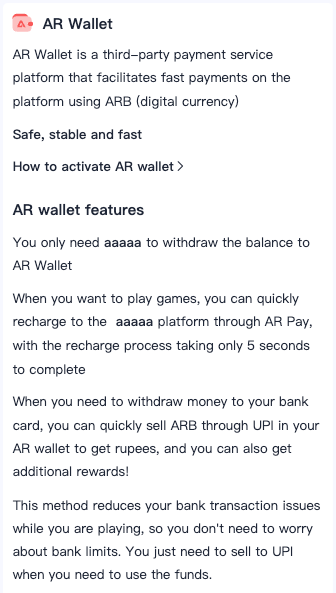 AR Wallet
AR Wallet is a third-party payment service
platform that facilitates fast payments on the
platform using ARB (digital currency)
Safe, stable and fast
How to activate AR wallet >
AR wallet features
You only need aaaaa to withdraw the balance to
AR Wallet
When you want to play games, you can quickly
recharge to the aaaaa platform through AR Pay,
with the recharge process taking only 5 seconds
to complete
When you need to withdraw money to your bank
card, you can quickly sell ARB through UPI in your
AR wallet to get rupees, and you can also get
additional rewards!
This method reduces your bank transaction issues
while you are playing, so you don't need to worry
about bank limits. You just need to sell to UPI
when you need to use the funds.